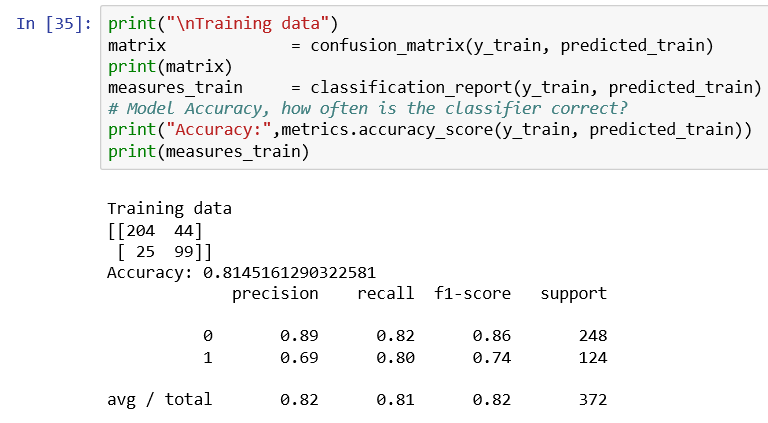 In [35]: print("\nTraining data")
matrix             = confusion_matrix(y_train, predicted_train)
print(matrix)
measures_train     = classification_report(y_train, predicted_train)
# Model Accuracy, how often is the classifier correct?
print("Accuracy:",metrics.accuracy_score(y_train, predicted_train))
print(measures_train)
Training data
[[204  44]
 [ 25  99]]
Accuracy: 0.8145161290322581
             precision    recall  f1-score   support
          0       0.89      0.82      0.86       248
          1       0.69      0.80      0.74       124
avg / total       0.82      0.81      0.82       372